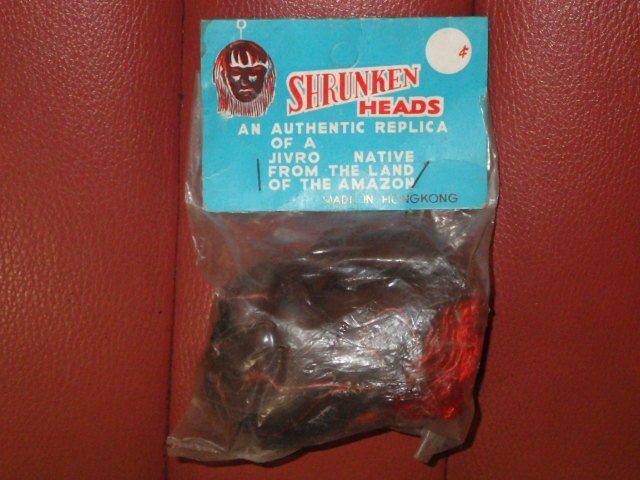 ¢
SHRUNKEN
HEADS
AN AUTHENTIC REPLICA
OF A
JIVRO NATIVE
FROM THE LAND
OF THE AMAZON
MADE IN HONGKONG